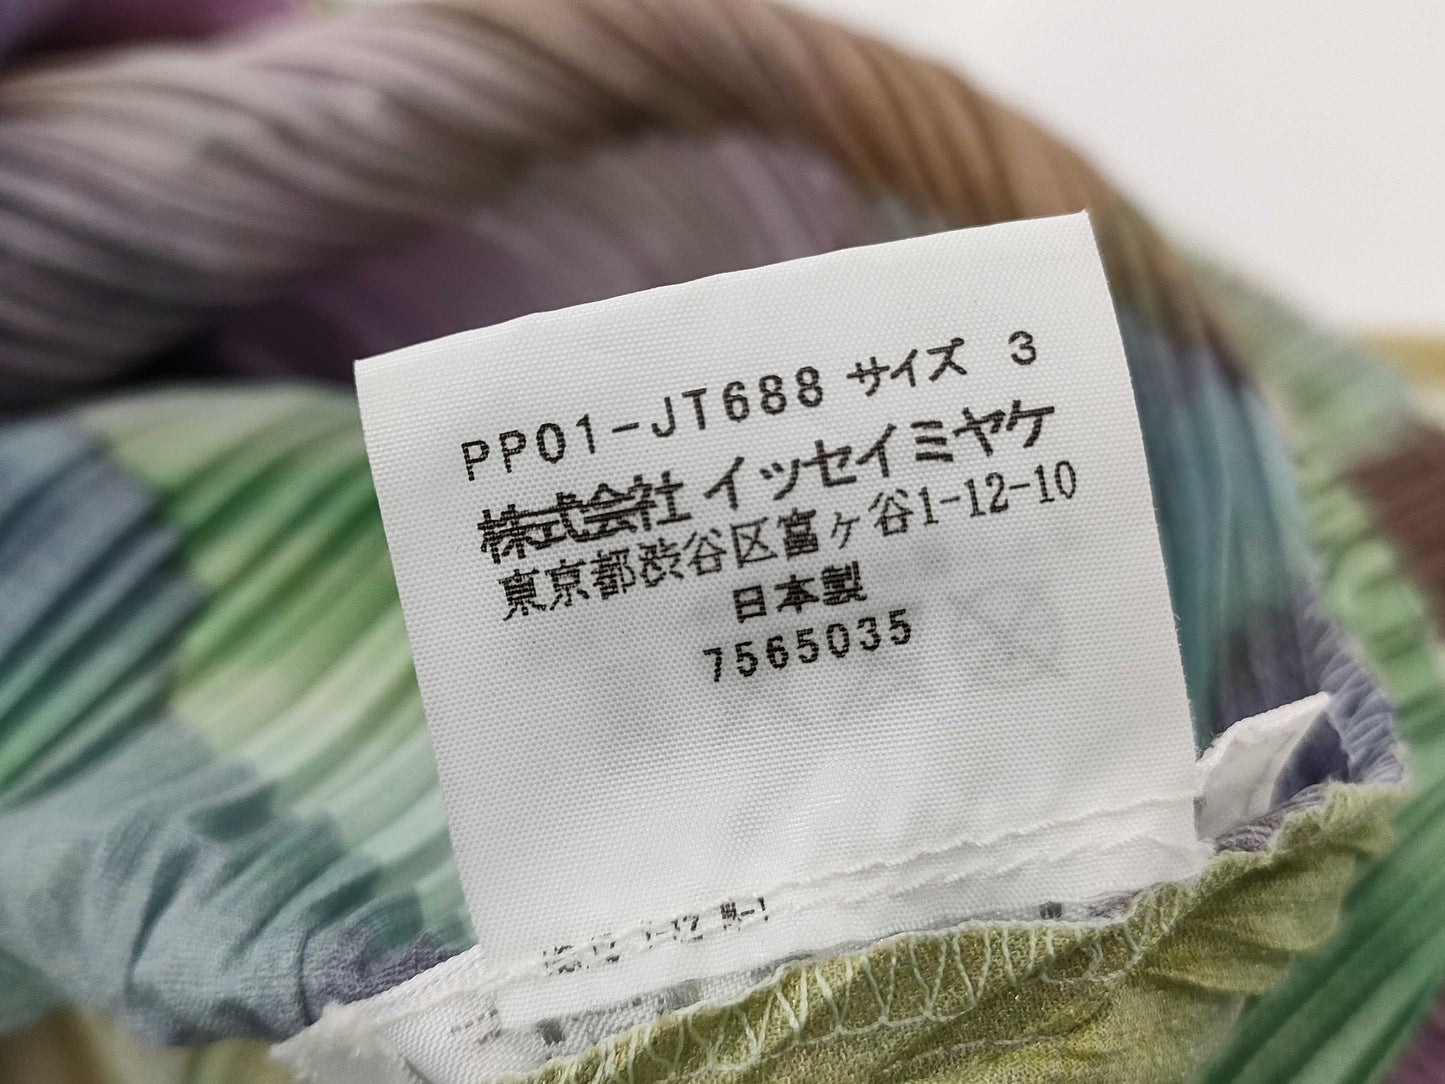 PP01-JT688 サイズ 3
株式会社 イッセイミヤケ
東京都渋谷区富ヶ谷1-12-10
日本製
7565035